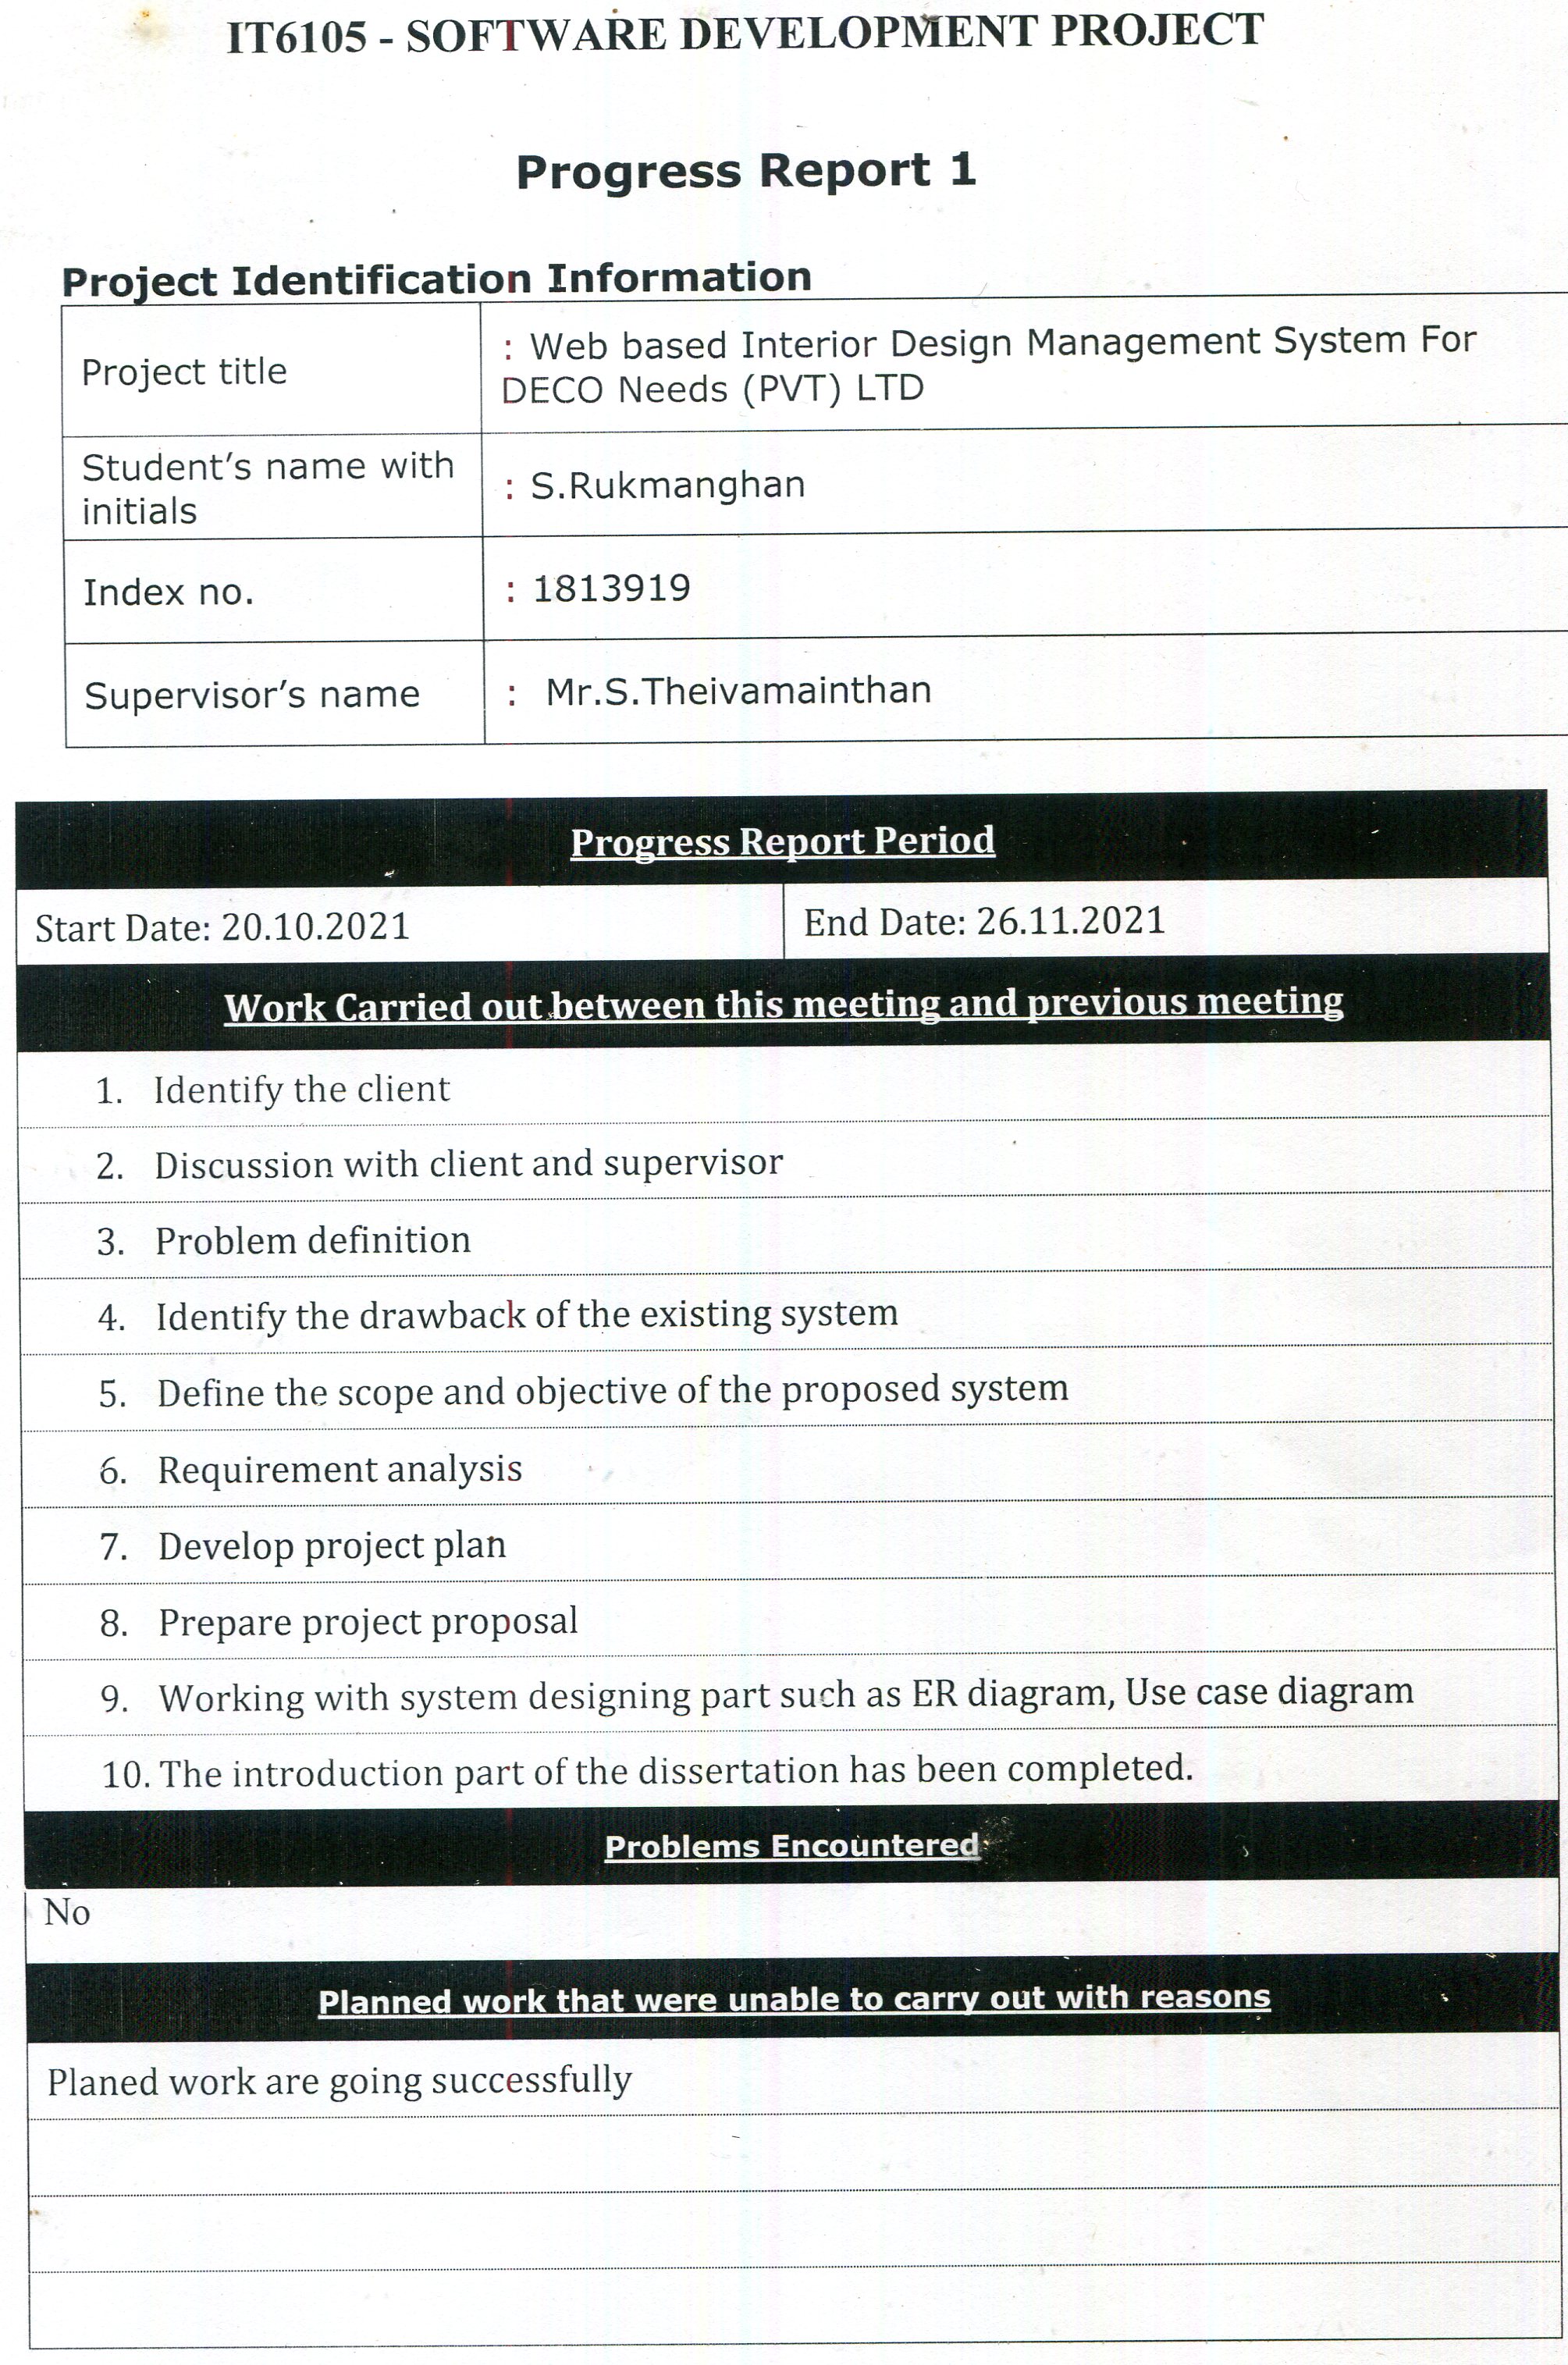 IT6105 - SOFTWARE DEVELOPMENT PROJECT
Progress Report 1
Project Identification Information
Project title
: Web based Interior Design Management System For
DECO Needs (PVT) LTD
Student's name with
initials
: S.Rukmanghan
Index no.
: 1813919
Supervisor's name
: Mr.S.Theivamainthan
Progress Report Period
Start Date: 20.10.2021
End Date: 26.11.2021
Work Carried out between this meeting and previous meeting
1. Identify the client
2. Discussion with client and supervisor
3. Problem definition
4. Identify the drawback of the existing system
5. Define the scope and objective of the proposed system
6. Requirement analysis
7. Develop project plan
8. Prepare project proposal
9. Working with system designing part such as ER diagram, Use case diagram
10. The introduction part of the dissertation has been completed.
Problems Encountered
No
Planned work that were unable to carry out with reasons
Planed work are going successfully